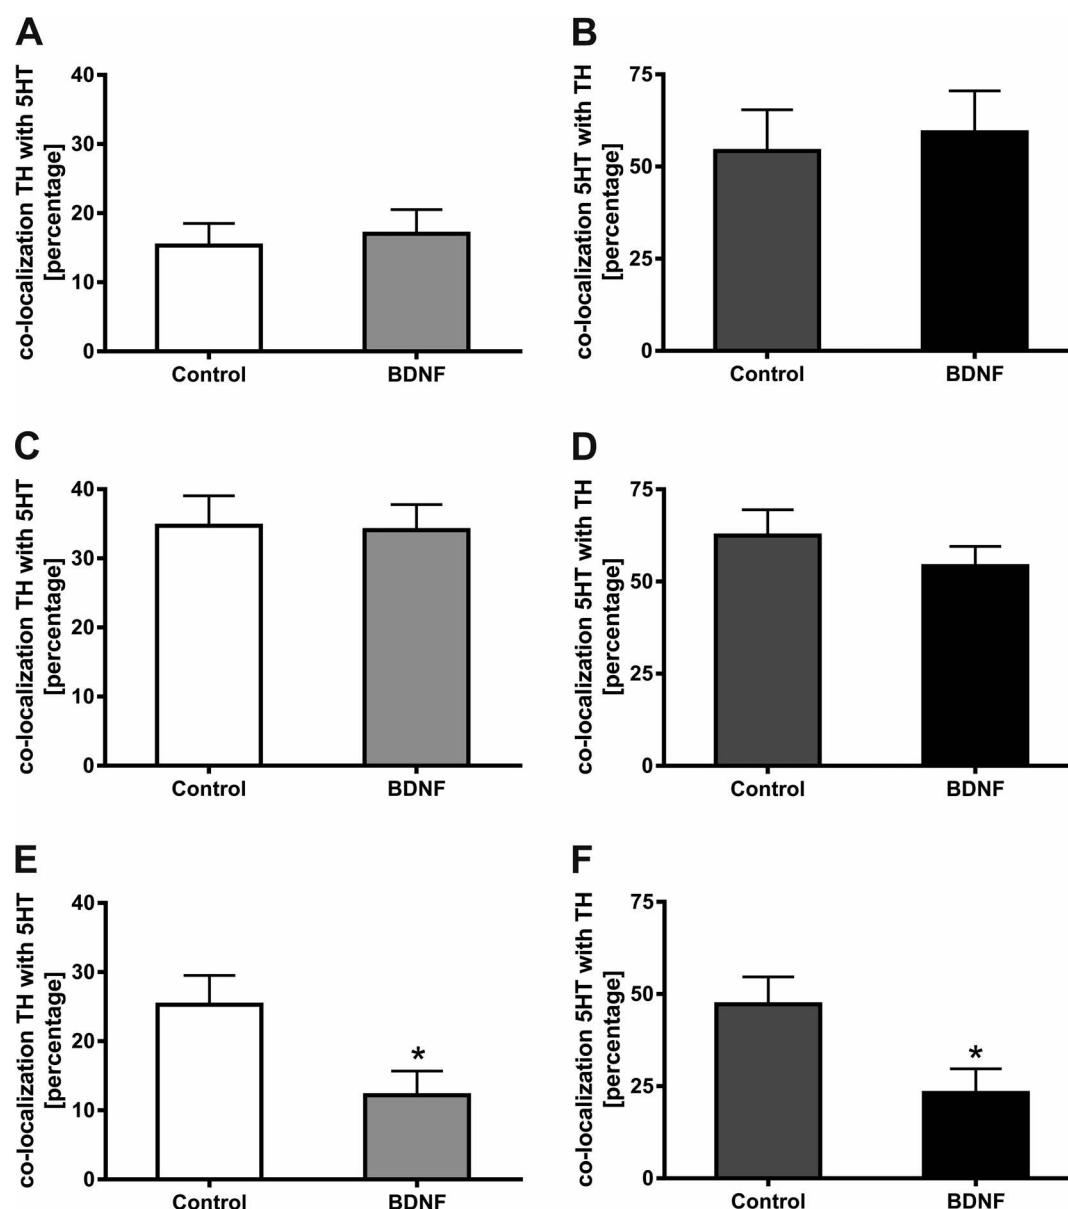 A
co-localization TH with 5HT
[percentage]
40
30
20
10
0
Control BDNF
B
co-localization 5HT with TH
[percentage]
75
50
25
0
Control BDNF
C
co-localization TH with 5HT
[percentage]
40
30
20
10
0
Control BDNF
D
co-localization 5HT with TH
[percentage]
75
50
25
0
Control BDNF
E
co-localization TH with 5HT
[percentage]
40
30
20
10
0
*
Control BDNF
F
co-localization 5HT with TH
[percentage]
75
50
25
0
*
Control BDNF